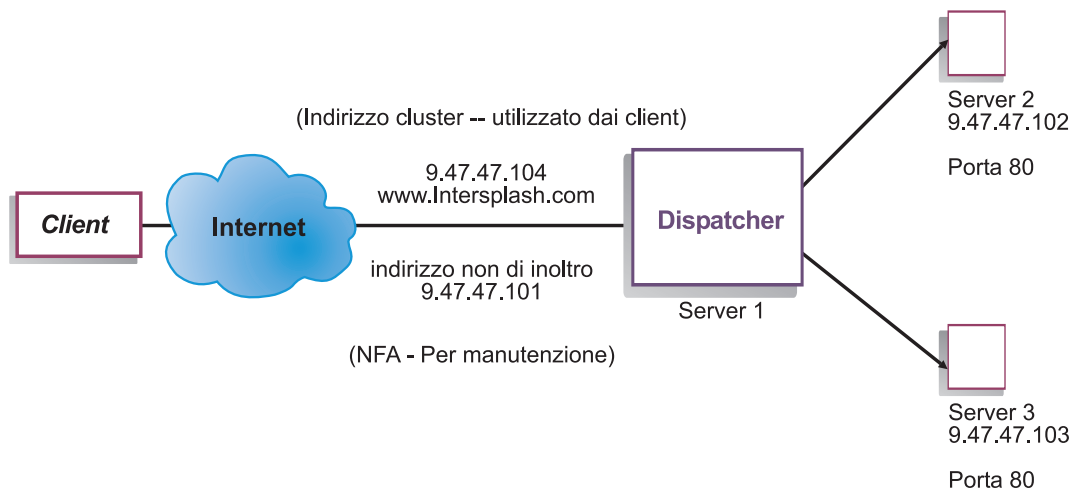 Client
Internet
(Indirizzo cluster -- utilizzato dai client)
9.47.47.104
www.Intersplash.com
indirizzo non di inoltro
9.47.47.101
(NFA - Per manutenzione)
Dispatcher
Server 1
Server 2
9.47.47.102
Porta 80
Server 3
9.47.47.103
Porta 80